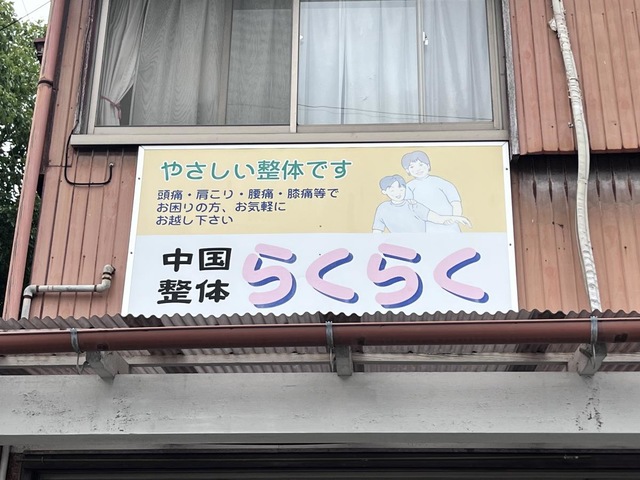 やさしい整体です
頭痛・肩こり・腰痛・膝痛等で
お困りの方、お気軽に
お越し下さい
中国
整体
らくらく